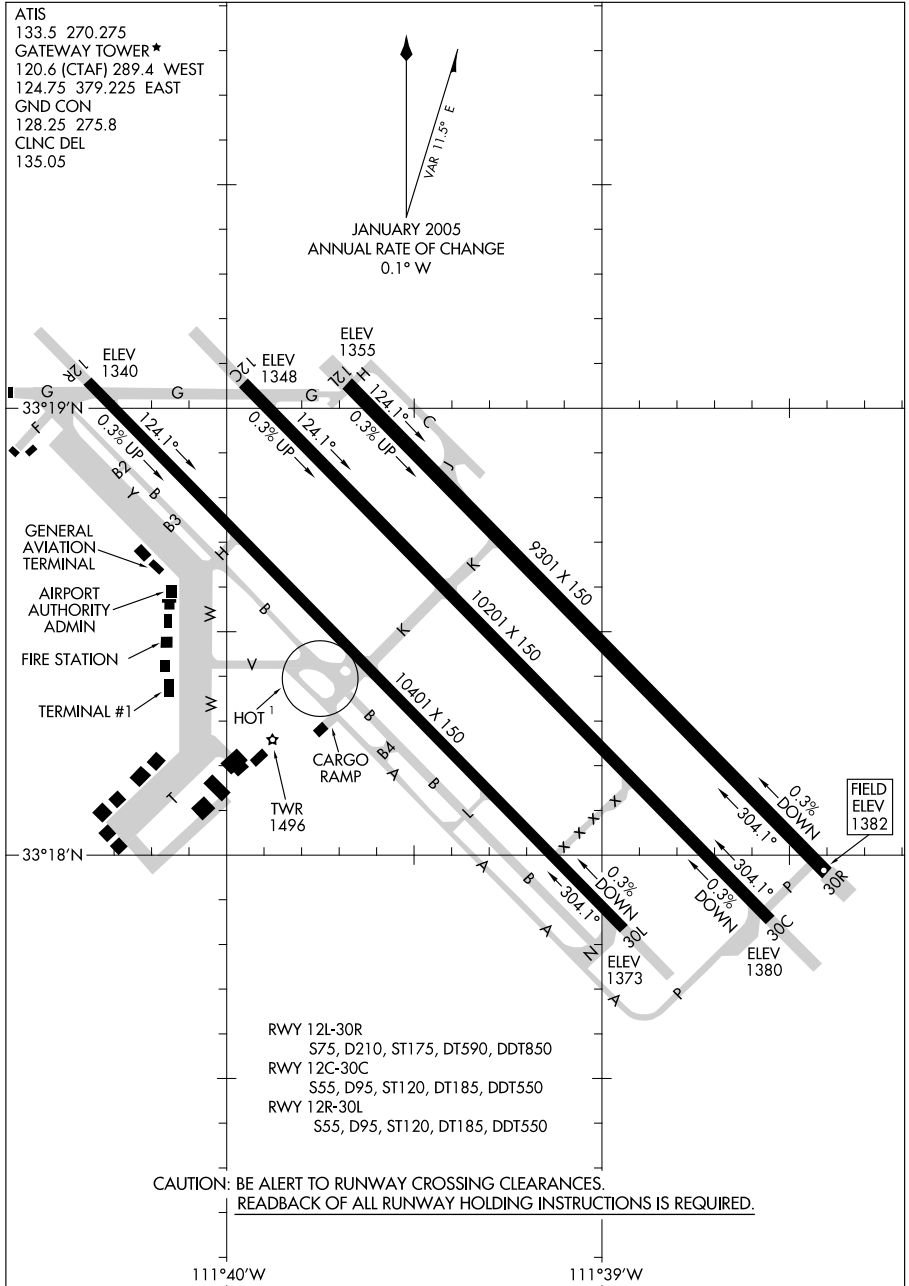 ATIS
133.5 270.275
GATEWAY TOWER★
120.6 (CTAF) 289.4 WEST
124.75 379.225 EAST
GND CON
128.25 275.8
CLNC DEL
135.05
VAR 11.5° E
JANUARY 2005
ANNUAL RATE OF CHANGE
0.1° W
ELEV
1340
ELEV
1348
ELEV
1355
12R
12C
12L
H
G
G
G
33°19'N
F
124.1°
0.3% UP
124.1°
0.3% UP
124.1°
0.3% UP
C
J
B2
Y
B
B3
H
B
K
K
9301 X 150
10201 X 150
10401 X 150
GENERAL
AVIATION
TERMINAL
AIRPORT
AUTHORITY
ADMIN
FIRE STATION
TERMINAL #1
W
V
W
HOT 1
CARGO
RAMP
TWR
1496
T
B
B4
A
B
L
A
B
A
N
A
P
P
X
X
X
X
33°18'N
0.3%
DOWN
304.1°
0.3%
DOWN
304.1°
0.3%
DOWN
304.1°
FIELD
ELEV
1382
30R
30C
30L
ELEV
1373
ELEV
1380
RWY 12L-30R
S75, D210, ST175, DT590, DDT850
RWY 12C-30C
S55, D95, ST120, DT185, DDT550
RWY 12R-30L
S55, D95, ST120, DT185, DDT550
CAUTION: BE ALERT TO RUNWAY CROSSING CLEARANCES.
READBACK OF ALL RUNWAY HOLDING INSTRUCTIONS IS REQUIRED.
111°40'W
111°39'W